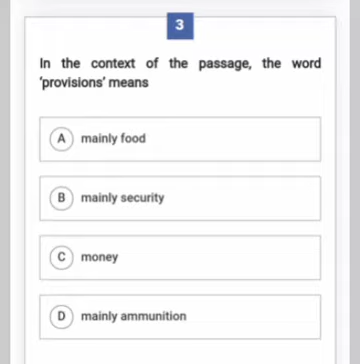 3
In the context of the passage, the word
'provisions' means
A mainly food
B mainly security
C money
D mainly ammunition